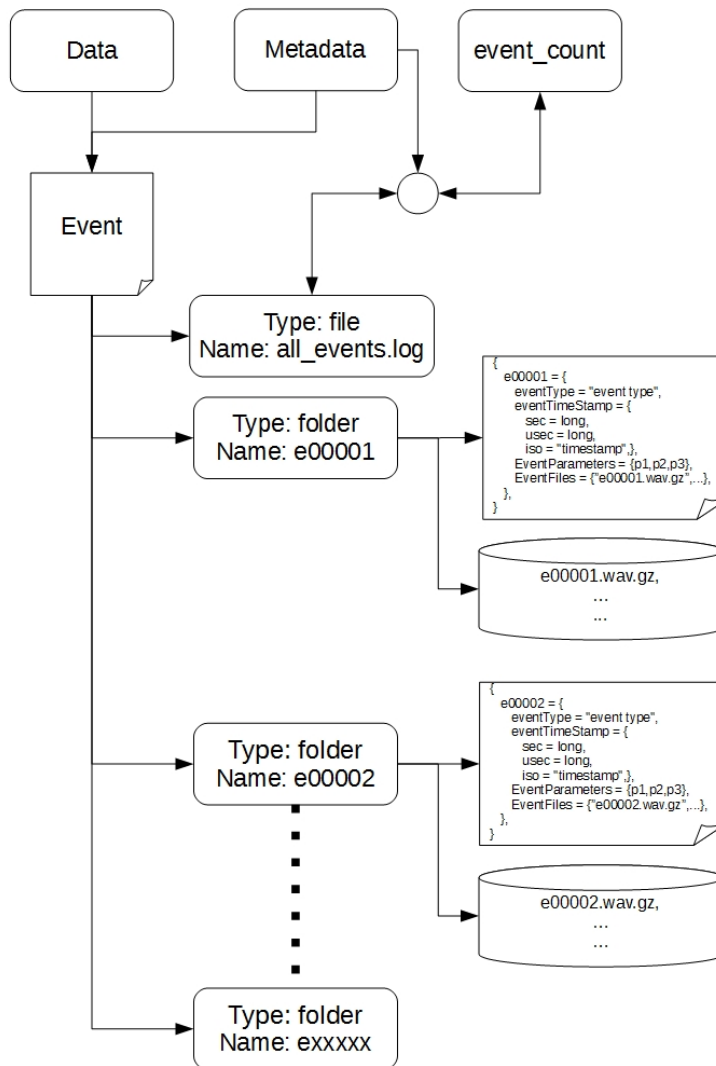 Data
Metadata
event_count
Event
Type: file
Name: all_events.log
Type: folder
Name: e00001
{
e00001 = {
eventType = "event type",
eventTimeStamp = {
sec = long,
usec = long,
iso = "timestamp",},
EventParameters = {p1,p2,p3},
EventFiles = {"e00001.wav.gz",...},
},
}
e00001.wav.gz,
...
...
Type: folder
Name: e00002
{
e00002 = {
eventType = "event type",
eventTimeStamp = {
sec = long,
usec = long,
iso = "timestamp",},
EventParameters = {p1,p2,p3},
EventFiles = {"e00002.wav.gz",...},
},
}
e00002.wav.gz,
...
...
Type: folder
Name: exxxxx